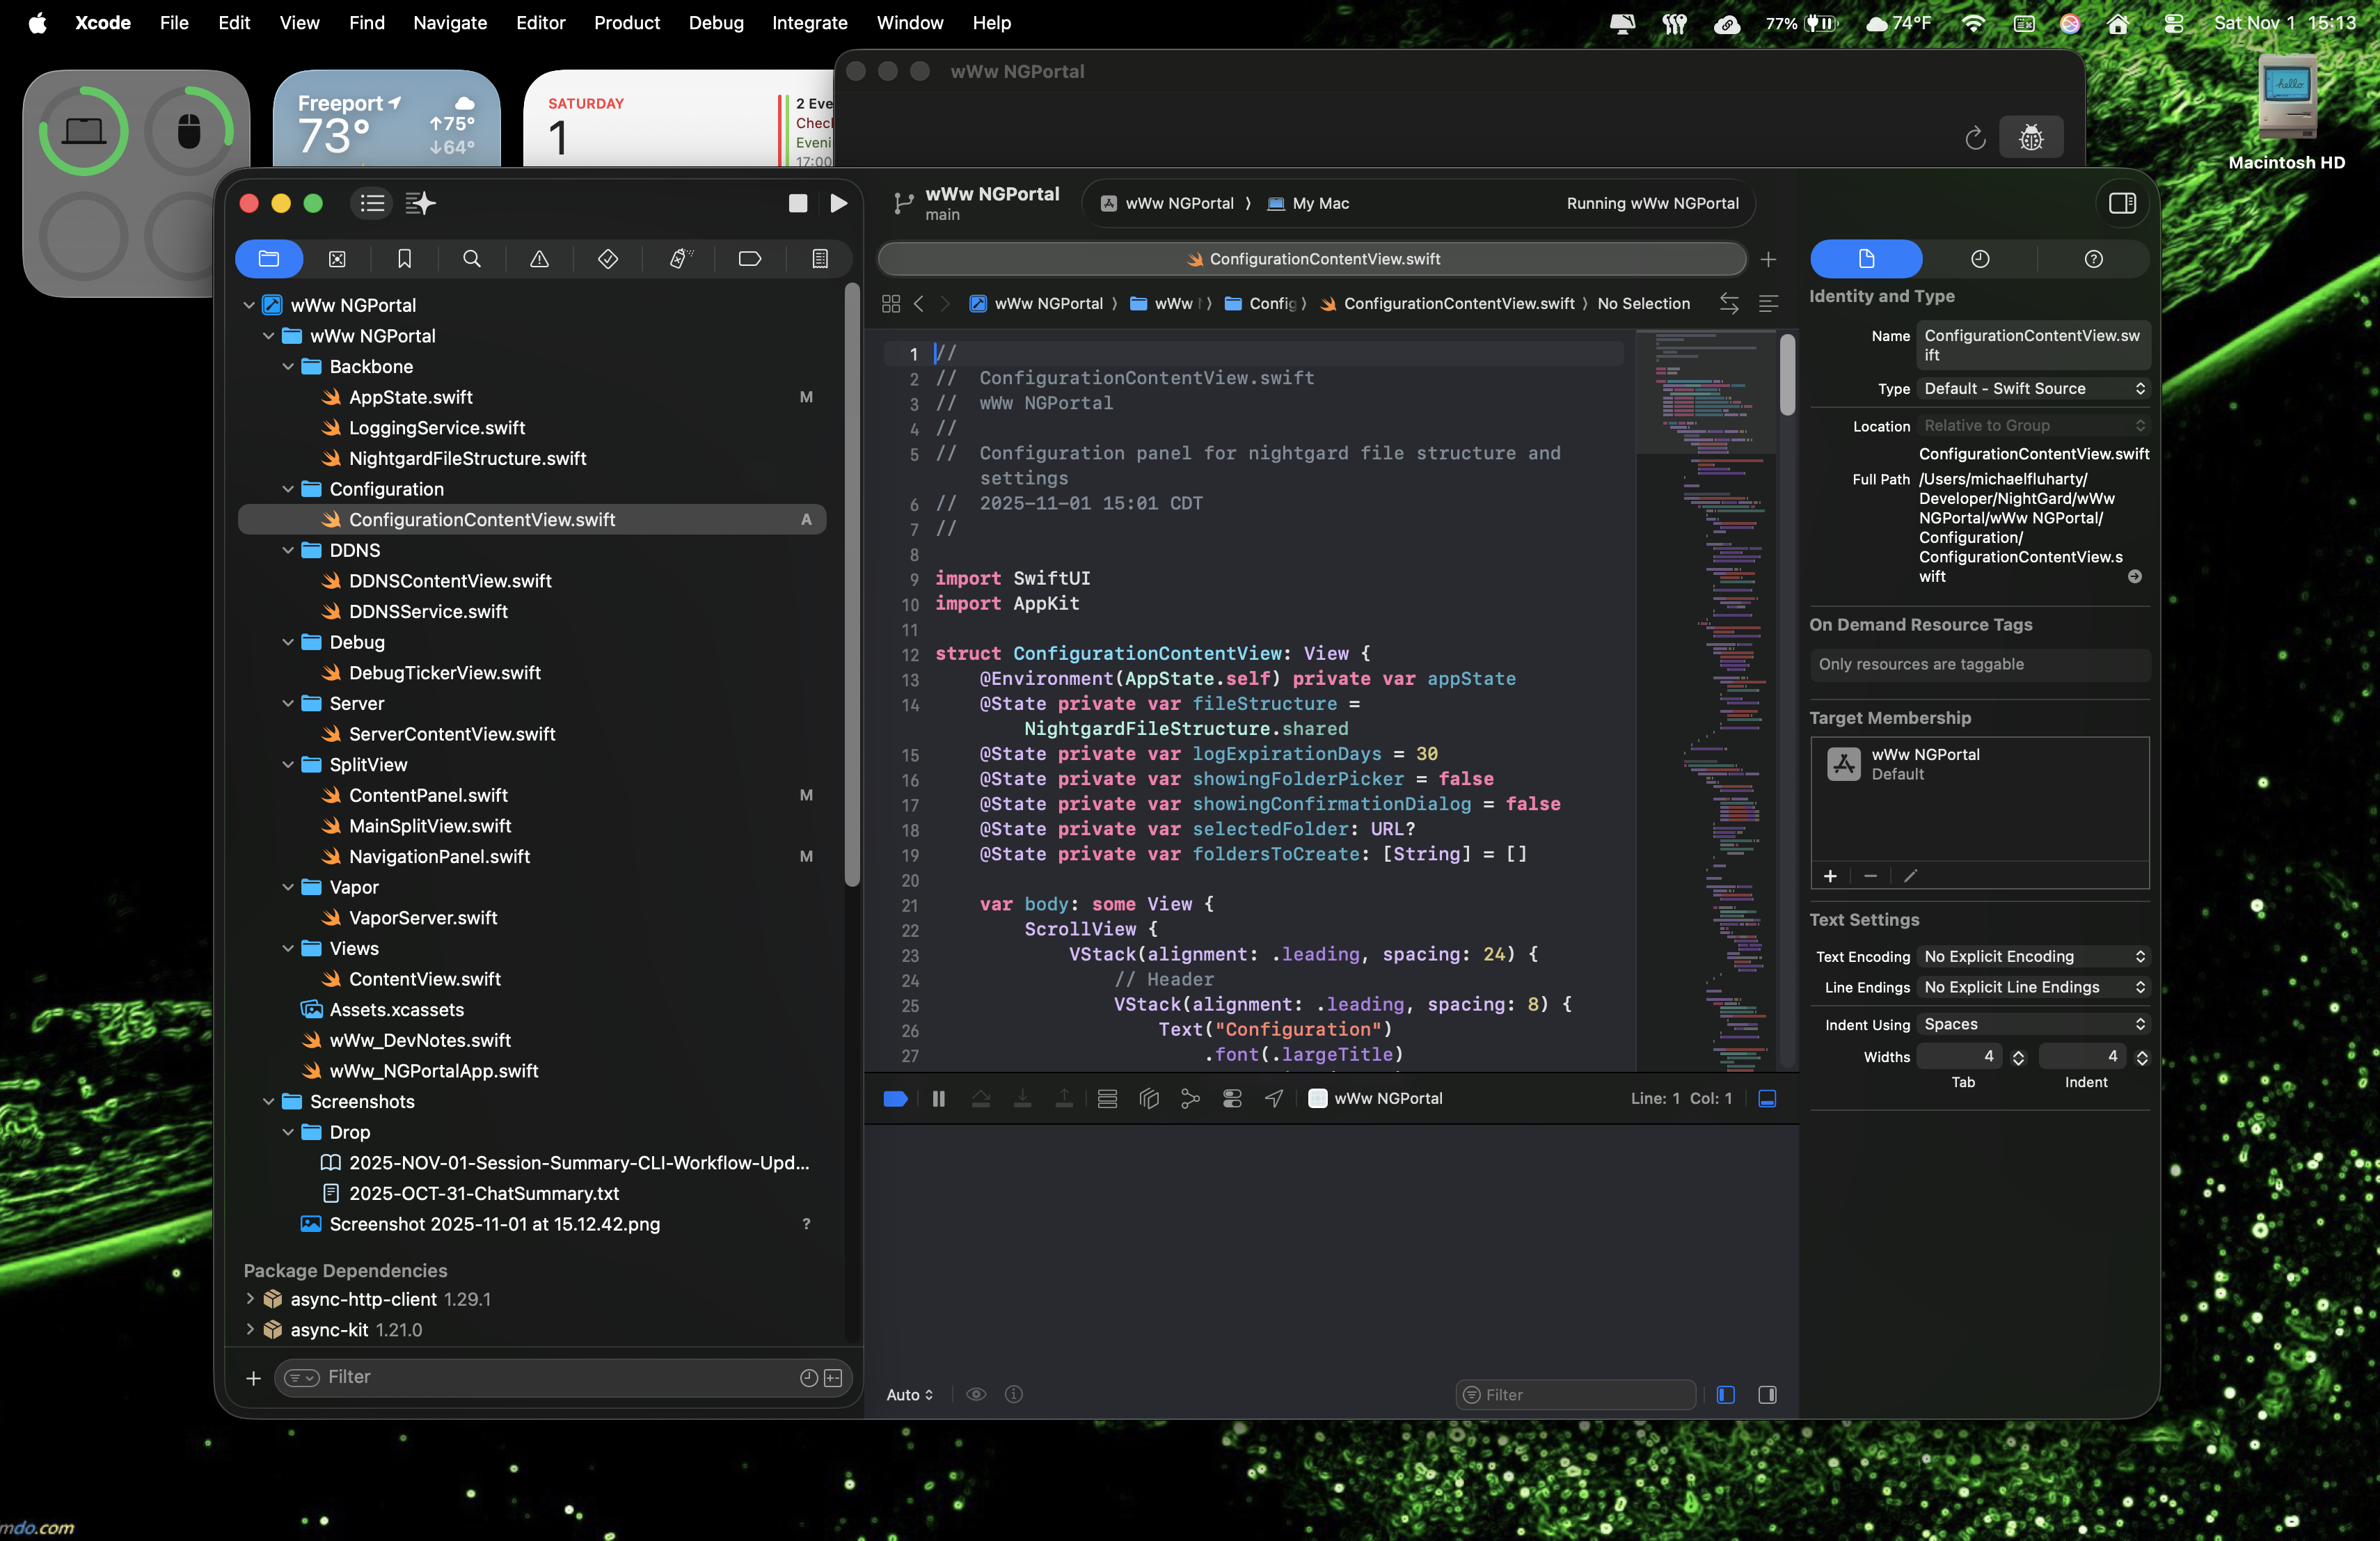 Xcode File Edit View Find Navigate Editor Product Debug Integrate Window Help 77% 74°F Sat Nov 1 15:13
Freeport
73°
↑75°
↓64°
SATURDAY
1
2 Eve
Chec
Eveni
17:00
wWw NGPortal
hello.
Macintosh HD
wWw NGPortal
main
wWw NGPortal ⟩ My Mac
Running wWw NGPortal
ConfigurationContentView.swift
wWw NGPortal ⟩ wWw ⟩ Config ⟩ ConfigurationContentView.swift ⟩ No Selection
wWw NGPortal
wWw NGPortal
Backbone
AppState.swift M
LoggingService.swift
NightgardFileStructure.swift
Configuration
ConfigurationContentView.swift A
DDNS
DDNSContentView.swift
DDNSService.swift
Debug
DebugTickerView.swift
Server
ServerContentView.swift
SplitView
ContentPanel.swift M
MainSplitView.swift
NavigationPanel.swift M
Vapor
VaporServer.swift
Views
ContentView.swift
Assets.xcassets
wWw_DevNotes.swift
wWw_NGPortalApp.swift
Screenshots
Drop
2025-NOV-01-Session-Summary-CLI-Workflow-Upd...
2025-OCT-31-ChatSummary.txt
Screenshot 2025-11-01 at 15.12.42.png ?
Package Dependencies
async-http-client 1.29.1
async-kit 1.21.0
Filter
1 //
2 //  ConfigurationContentView.swift
3 //  wWw NGPortal
4 //
5 //  Configuration panel for nightgard file structure and
settings
6 //  2025-11-01 15:01 CDT
7 //
8
9 import SwiftUI
10 import AppKit
11
12 struct ConfigurationContentView: View {
13     @Environment(AppState.self) private var appState
14     @State private var fileStructure =
NightgardFileStructure.shared
15     @State private var logExpirationDays = 30
16     @State private var showingFolderPicker = false
17     @State private var showingConfirmationDialog = false
18     @State private var selectedFolder: URL?
19     @State private var foldersToCreate: [String] = []
20
21     var body: some View {
22         ScrollView {
23             VStack(alignment: .leading, spacing: 24) {
24                 // Header
25                 VStack(alignment: .leading, spacing: 8) {
26                     Text("Configuration")
27                         .font(.largeTitle)
wWw NGPortal
Line: 1 Col: 1
Auto
Filter
Identity and Type
Name ConfigurationContentView.sw
ift
Type Default - Swift Source
Location Relative to Group
ConfigurationContentView.swift
Full Path /Users/michaelfluharty/
Developer/NightGard/wWw
NGPortal/wWw NGPortal/
Configuration/
ConfigurationContentView.s
wift
On Demand Resource Tags
Only resources are taggable
Target Membership
wWw NGPortal
Default
Text Settings
Text Encoding No Explicit Encoding
Line Endings No Explicit Line Endings
Indent Using Spaces
Widths 4 4
Tab Indent
mdo.com